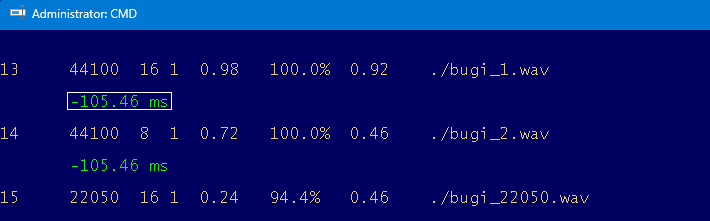 Administrator: CMD
13 44100 16 1 0.98 100.0% 0.92 ./bugi_1.wav
-105.46 ms
14 44100 8 1 0.72 100.0% 0.46 ./bugi_2.wav
-105.46 ms
15 22050 16 1 0.24 94.4% 0.46 ./bugi_22050.wav